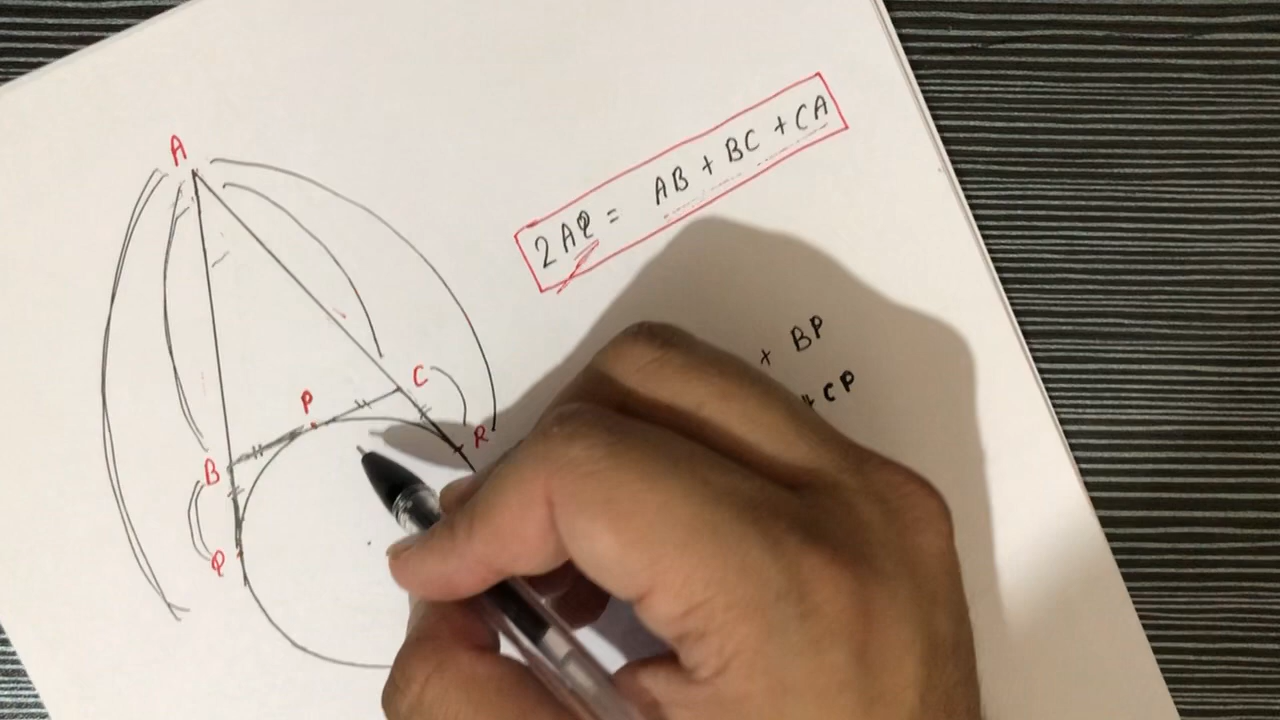 A
2AQ = AB + BC + CA
+ BP
+ CP
C
P
R
B
Q